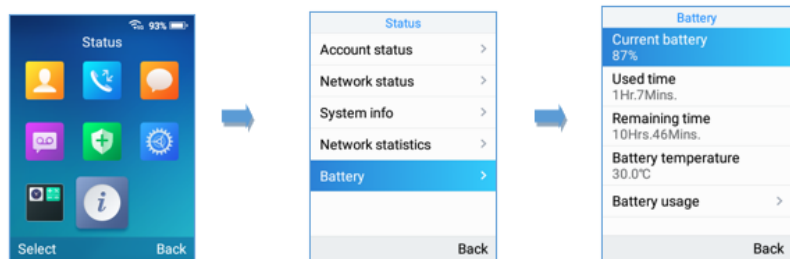 93%
Status
Select
Back
Status
Account status
Network status
System info
Network statistics
Battery
Back
Battery
Current battery
87%
Used time
1Hr.7Mins.
Remaining time
10Hrs.46Mins.
Battery temperature
30.0℃
Battery usage
Back